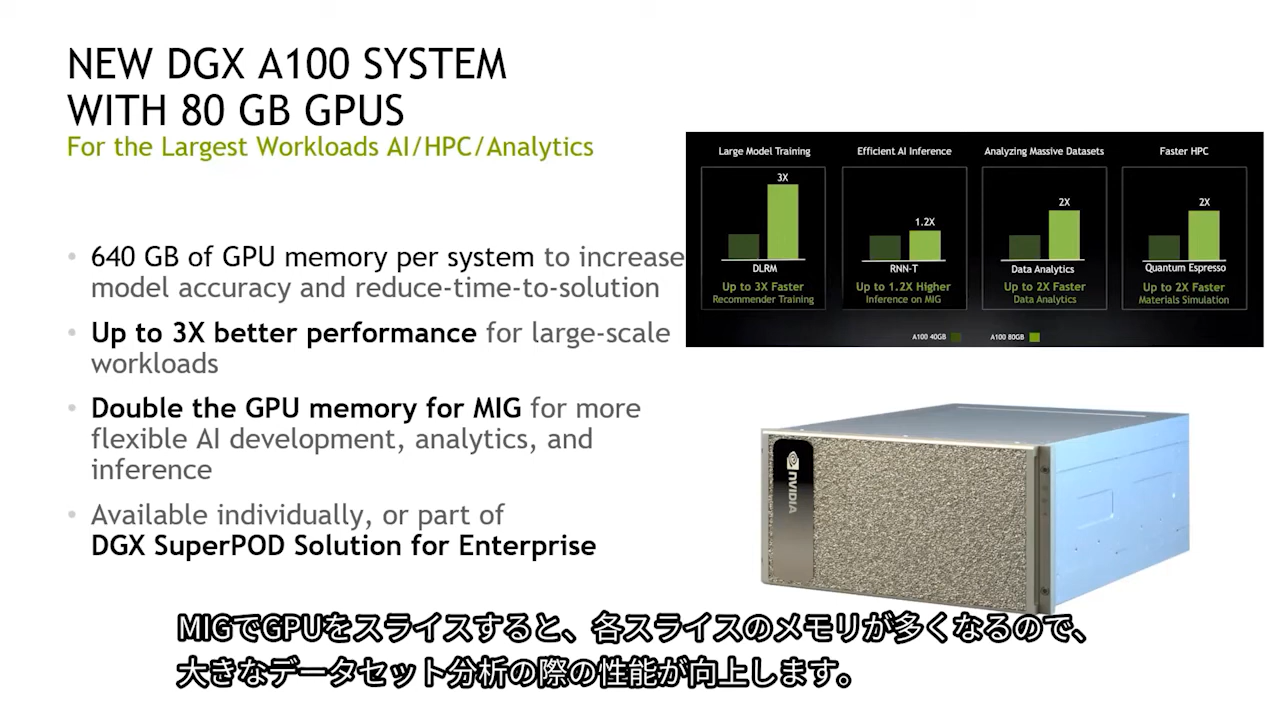 NEW DGX A100 SYSTEM
WITH 80 GB GPUS
For the Largest Workloads AI/HPC/Analytics
• 640 GB of GPU memory per system to increase
model accuracy and reduce-time-to-solution
• Up to 3X better performance for large-scale
workloads
• Double the GPU memory for MIG for more
flexible AI development, analytics, and
inference
• Available individually, or part of
DGX SuperPOD Solution for Enterprise
Large Model Training
3X
DLRM
Up to 3X Faster
Recommender Training
Efficient AI Inference
1.2X
RNN-T
Up to 1.2X Higher
Inference on MIG
Analyzing Massive Datasets
2X
Data Analytics
Up to 2X Faster
Data Analytics
Faster HPC
2X
Quantum Espresso
Up to 2X Faster
Materials Simulation
A100 40GB
A100 80GB
NVIDIA
MIGでGPUをスライスすると、各スライスのメモリが多くなるので、
大きなデータセット分析の際の性能が向上します。